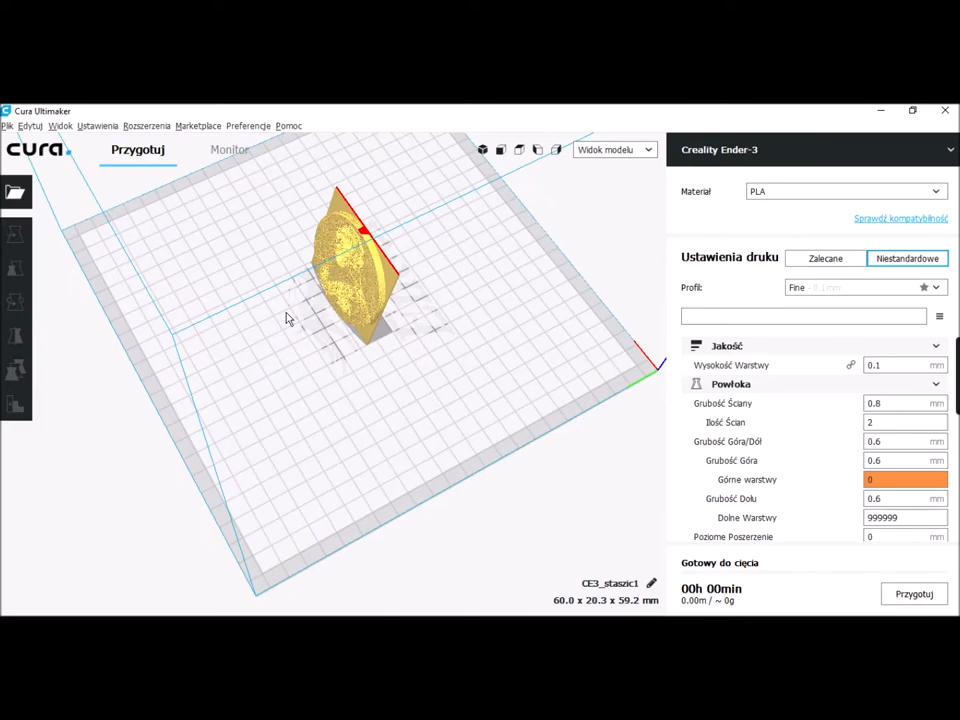 Cura Ultimaker
Plik Edytuj Widok Ustawienia Rozszerzenia Marketplace Preferencje Pomoc
cura.
Przygotuj
Monitor
Widok modelu
Creality Ender-3
Materiał
PLA
Sprawdź kompatybilność
Ustawienia druku
Zalecane
Niestandardowe
Profil:
Fine - 0.1mm
Jakość
Wysokość Warstwy
0.1 mm
Powłoka
Grubość Ściany
0.8 mm
Ilość Ścian
2
Grubość Góra/Dół
0.6 mm
Grubość Góra
0.6 mm
Górne warstwy
0
Grubość Dołu
0.6 mm
Dolne Warstwy
999999
Poziome Poszerzenie
0 mm
Gotowy do cięcia
00h 00min
0.00m / ~ 0g
Przygotuj
CE3_staszic1
60.0 x 20.3 x 59.2 mm